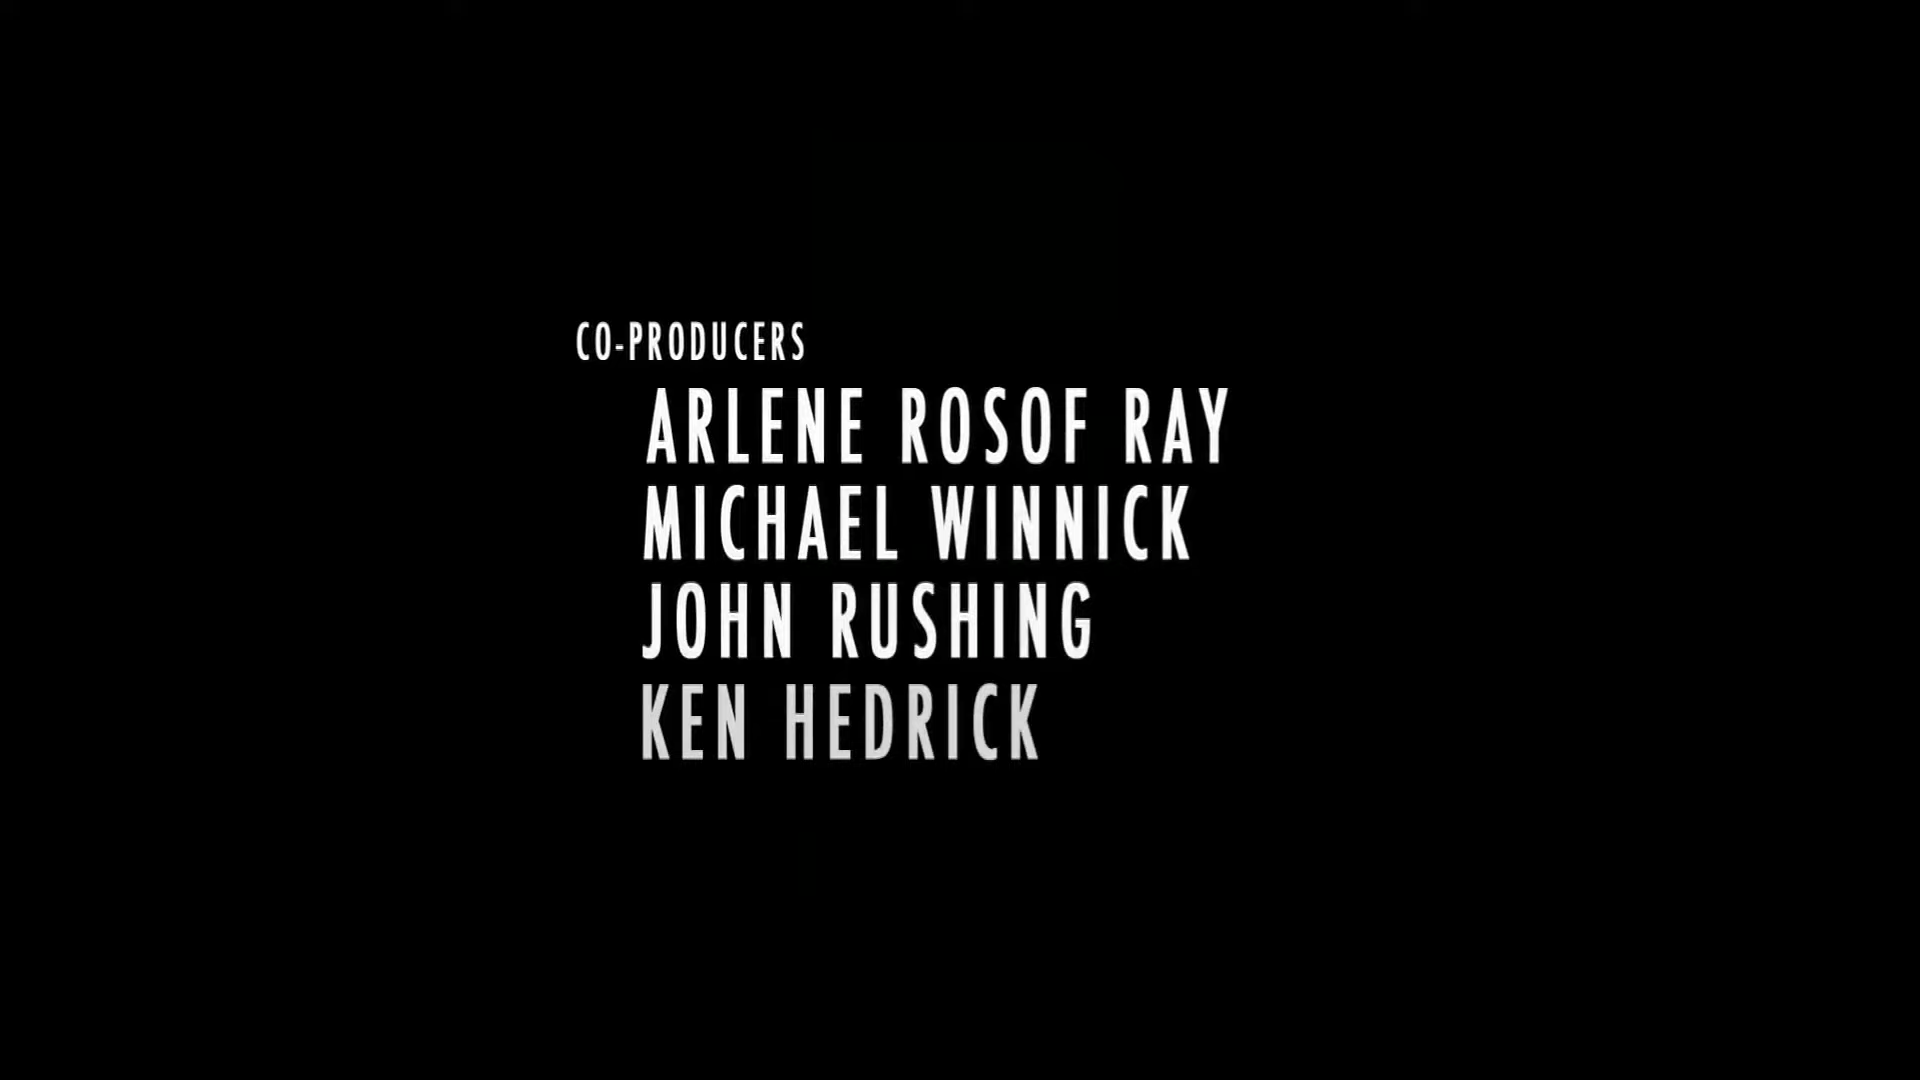 CO-PRODUCERS
ARLENE ROSOF RAY
MICHAEL WINNICK
JOHN RUSHING
KEN HEDRICK